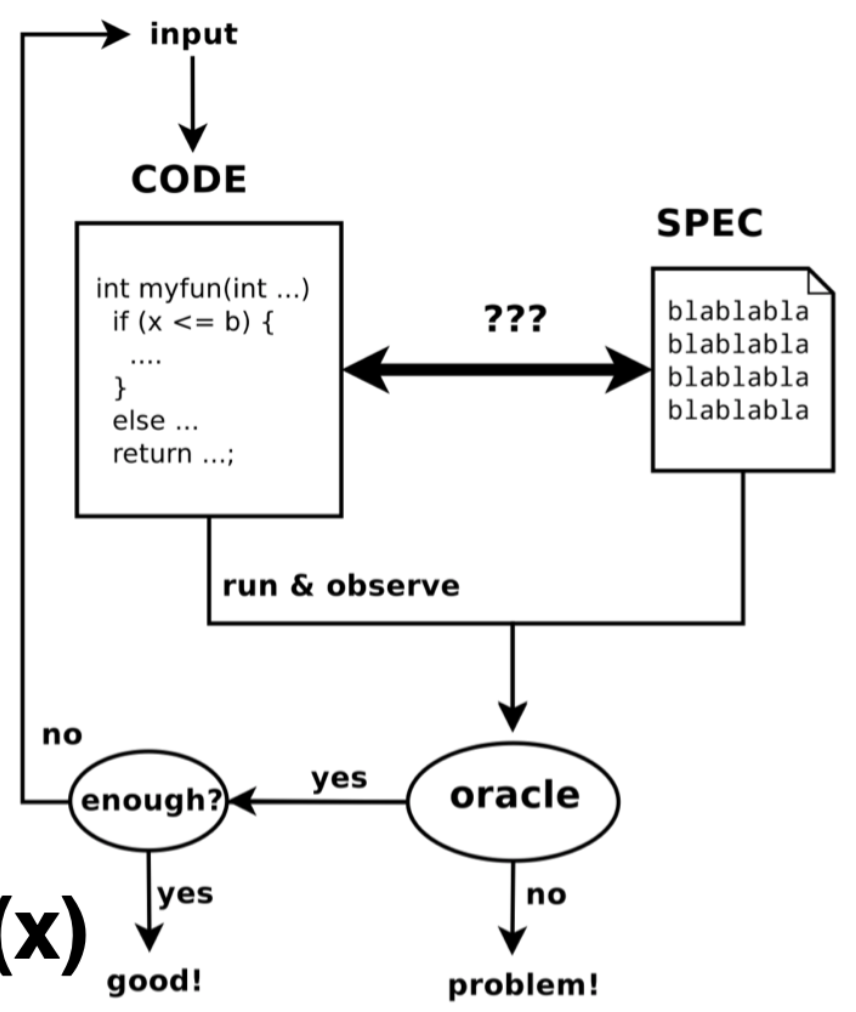 input
CODE
SPEC
int myfun(int ...)
if (x <= b) {
....
}
else ...
return ...;
???
blablabla
blablabla
blablabla
blablabla
run & observe
no
enough?
yes
oracle
yes
no
(x)
good!
problem!